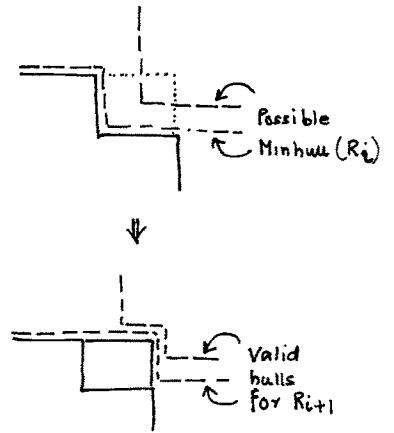 Possible
Minhull (Ri)
Valid
hulls
for Ri+1